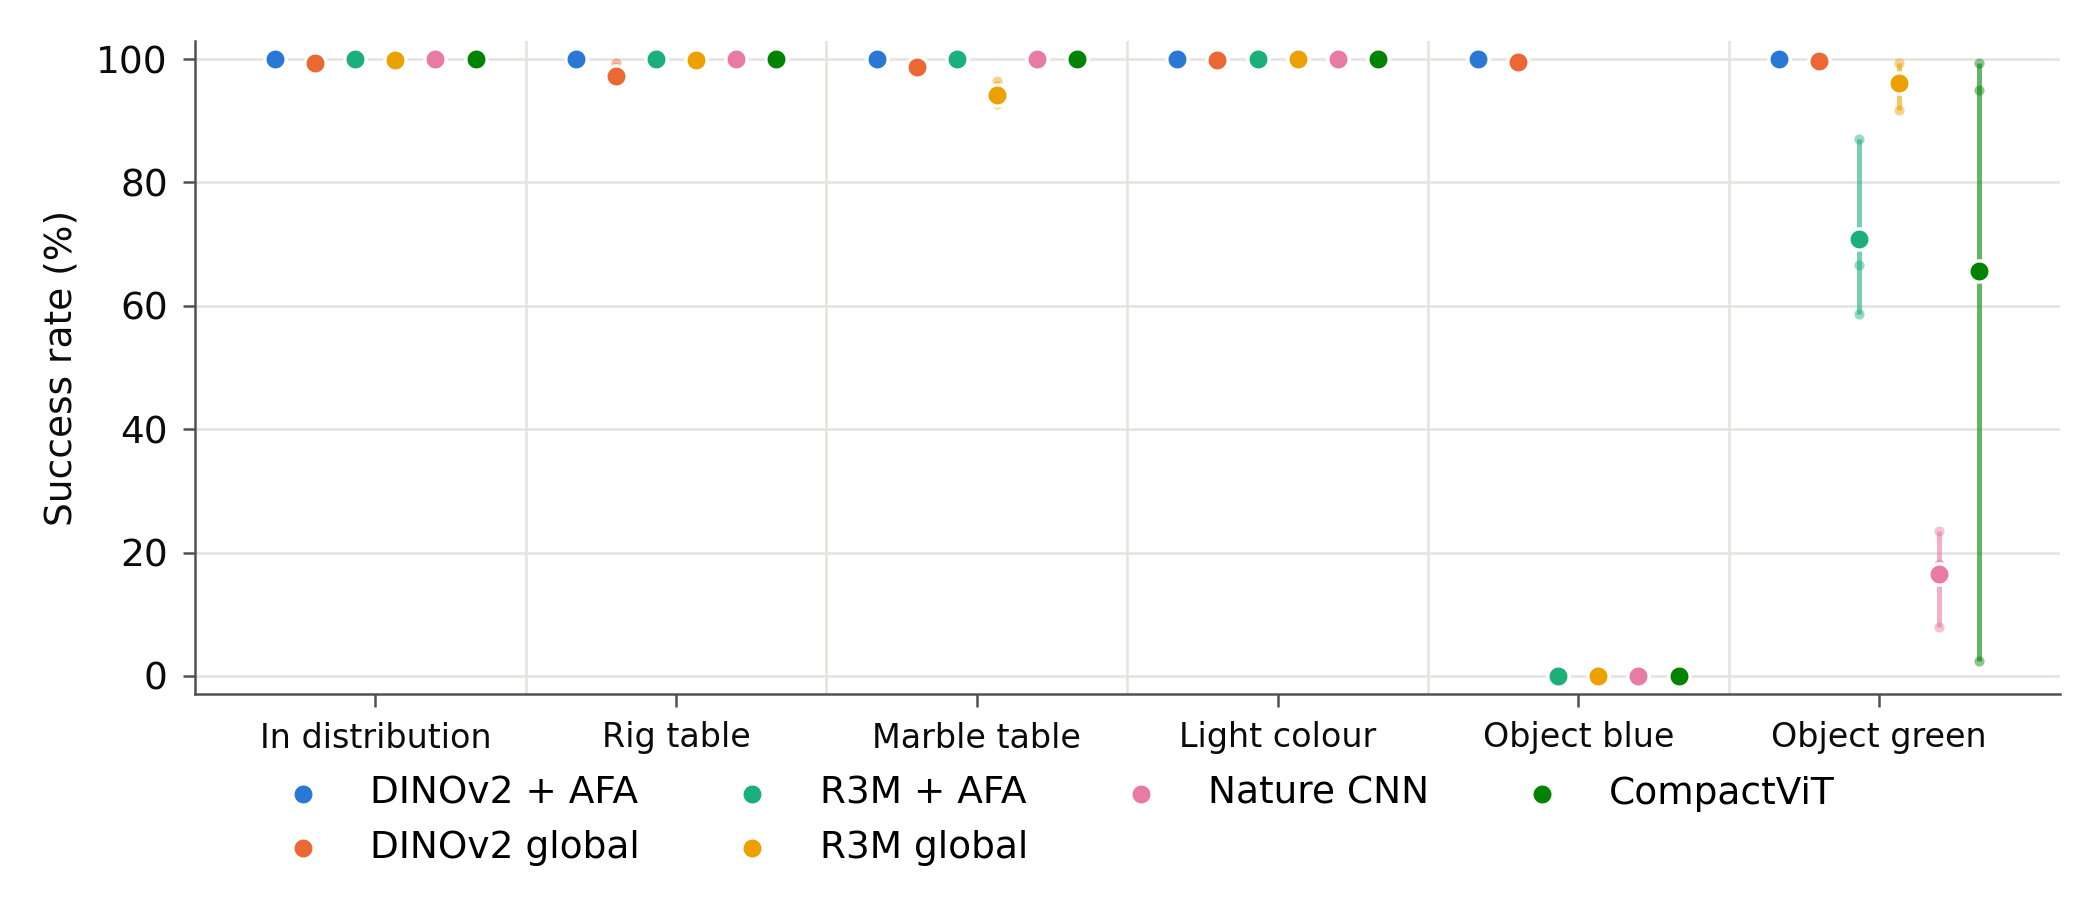 100
80
60
40
20
0
Success rate (%)
In distribution Rig table Marble table Light colour Object blue Object green
DINOv2 + AFA R3M + AFA Nature CNN CompactViT
DINOv2 global R3M global